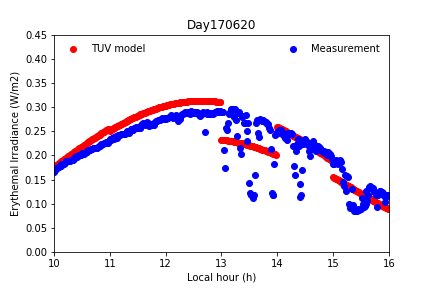 Day170620
0.45
0.40
0.35
0.30
0.25
0.20
0.15
0.10
0.05
0.00
Erythemal Irradiance (W/m2)
TUV model
Measurement
10 11 12 13 14 15 16
Local hour (h)